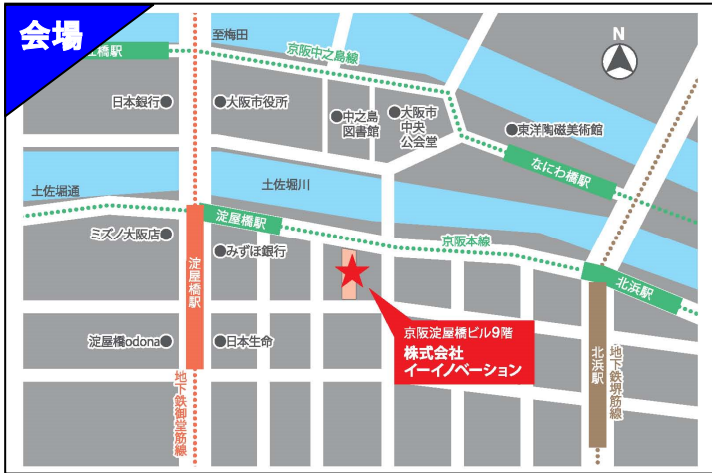 会場
至梅田
橋駅
京阪中之島線
N
日本銀行
大阪市役所
中之島
図書館
大阪市
中央
公会堂
東洋陶磁美術館
なにわ橋駅
土佐堀通
土佐堀川
淀屋橋駅
京阪本線
ミズノ大阪店
みずほ銀行
淀屋橋駅
北浜駅
京阪淀屋橋ビル9階
株式会社
イーイノベーション
淀屋橋odona
日本生命
北浜駅
地下鉄堺筋線
地下鉄御堂筋線